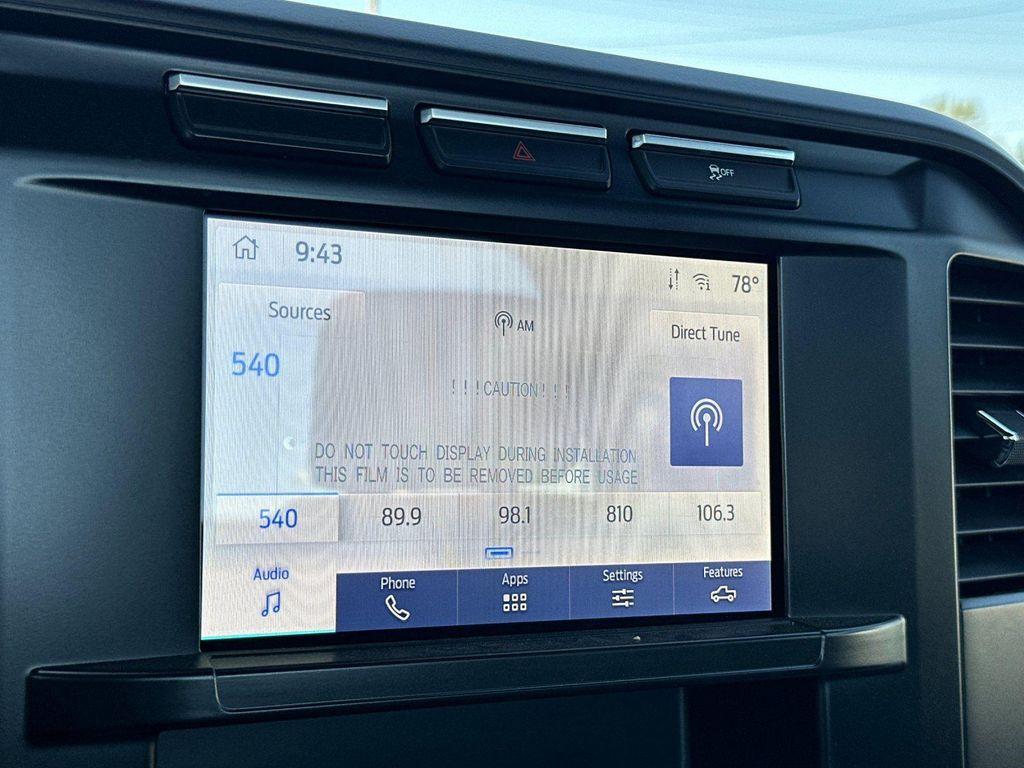 OFF
9:43
78°
Sources
AM
Direct Tune
540
! ! ! CAUTION ! ! !
DO NOT TOUCH DISPLAY DURING INSTALLATION
THIS FILM IS TO BE REMOVED BEFORE USAGE
540 89.9 98.1 810 106.3
Audio Phone Apps Settings Features